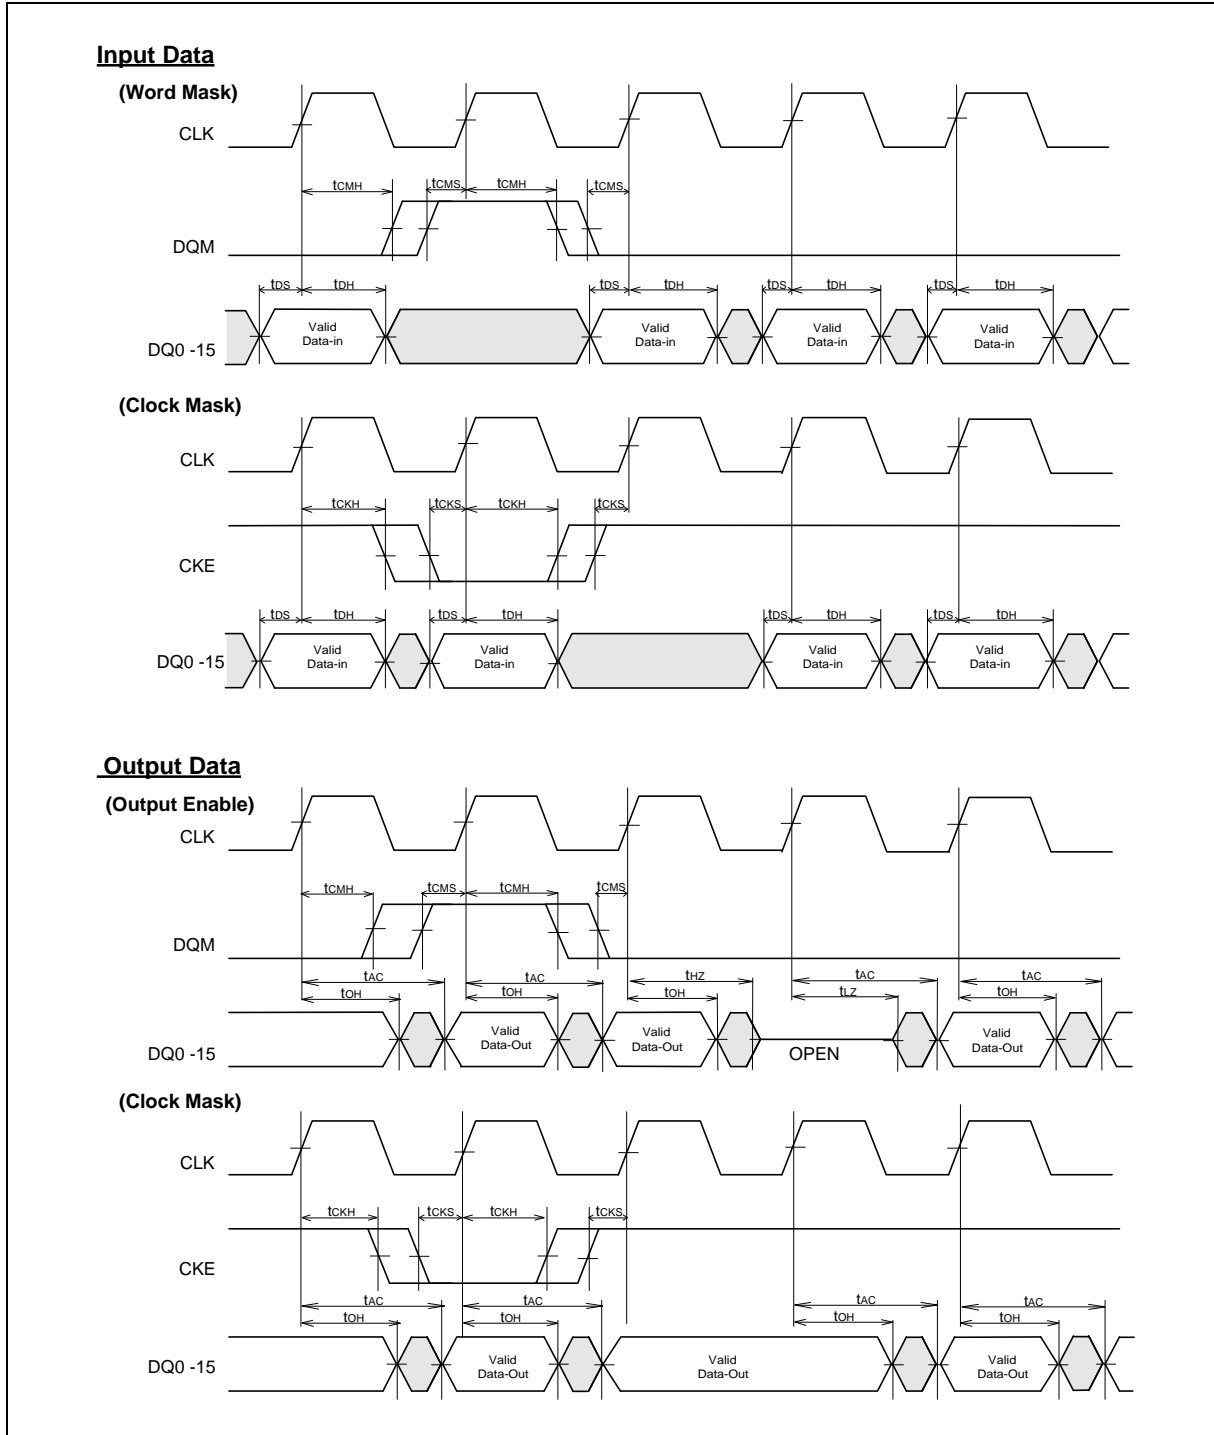 Input Data
(Word Mask)
CLK
tCMH tCMS tCMH tCMS
DQM
tDS tDH tDS tDH tDS tDH tDS tDH
DQ0 -15 Valid Data-in Valid Data-in Valid Data-in Valid Data-in
(Clock Mask)
CLK
tCKH tCKS tCKH tCKS
CKE
tDS tDH tDS tDH tDS tDH tDS tDH
DQ0 -15 Valid Data-in Valid Data-in Valid Data-in Valid Data-in
Output Data
(Output Enable)
CLK
tCMH tCMS tCMH tCMS
DQM
tAC tAC tHZ tAC tAC
tOH tOH tOH tLZ tOH
DQ0 -15 Valid Data-Out Valid Data-Out OPEN Valid Data-Out
(Clock Mask)
CLK
tCKH tCKS tCKH tCKS
CKE
tAC tAC tAC tAC
tOH tOH tOH tOH
DQ0 -15 Valid Data-Out Valid Data-Out Valid Data-Out